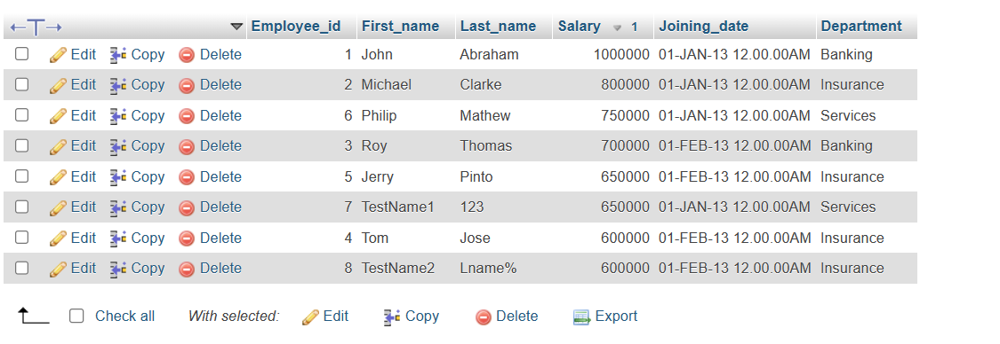 Employee_id First_name Last_name Salary 1 Joining_date Department
Edit Copy Delete 1 John Abraham 1000000 01-JAN-13 12.00.00AM Banking
Edit Copy Delete 2 Michael Clarke 800000 01-JAN-13 12.00.00AM Insurance
Edit Copy Delete 6 Philip Mathew 750000 01-JAN-13 12.00.00AM Services
Edit Copy Delete 3 Roy Thomas 700000 01-FEB-13 12.00.00AM Banking
Edit Copy Delete 5 Jerry Pinto 650000 01-FEB-13 12.00.00AM Insurance
Edit Copy Delete 7 TestName1 123 650000 01-JAN-13 12.00.00AM Services
Edit Copy Delete 4 Tom Jose 600000 01-FEB-13 12.00.00AM Insurance
Edit Copy Delete 8 TestName2 Lname% 600000 01-FEB-13 12.00.00AM Insurance
Check all With selected: Edit Copy Delete Export